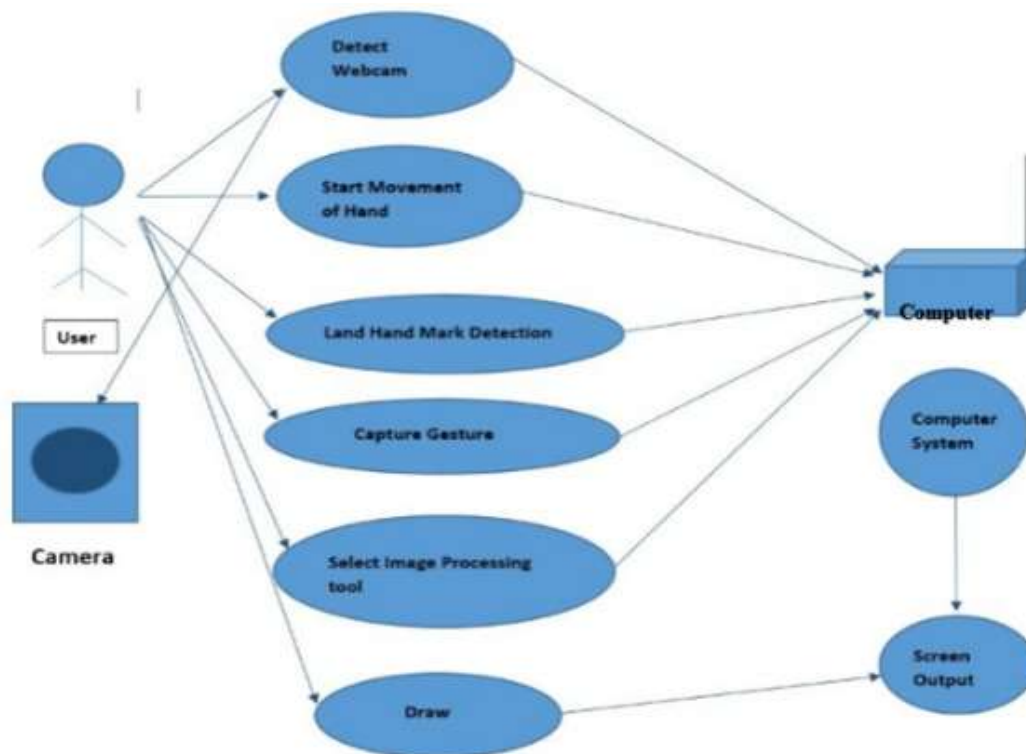 Detect
Webcam
Start Movement
of Hand
User
Land Hand Mark Detection
Computer
Capture Gesture
Computer
System
Camera
Select Image Processing
tool
Screen
Output
Draw